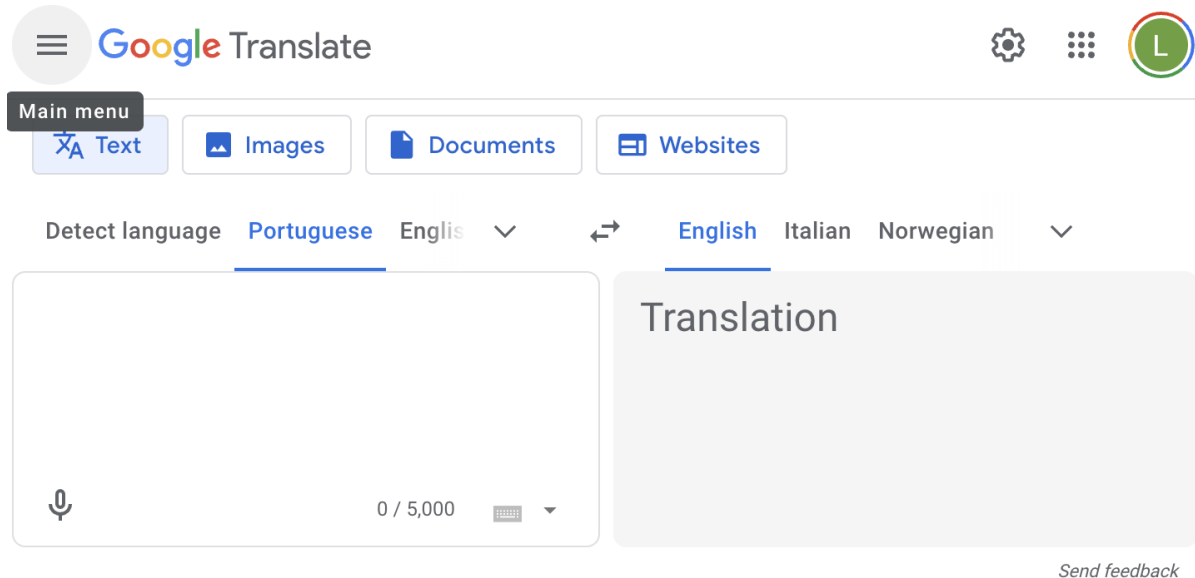 Google Translate
L
Main menu
Text Images Documents Websites
Detect language Portuguese Englis English Italian Norwegian
Translation
0 / 5,000
Send feedback